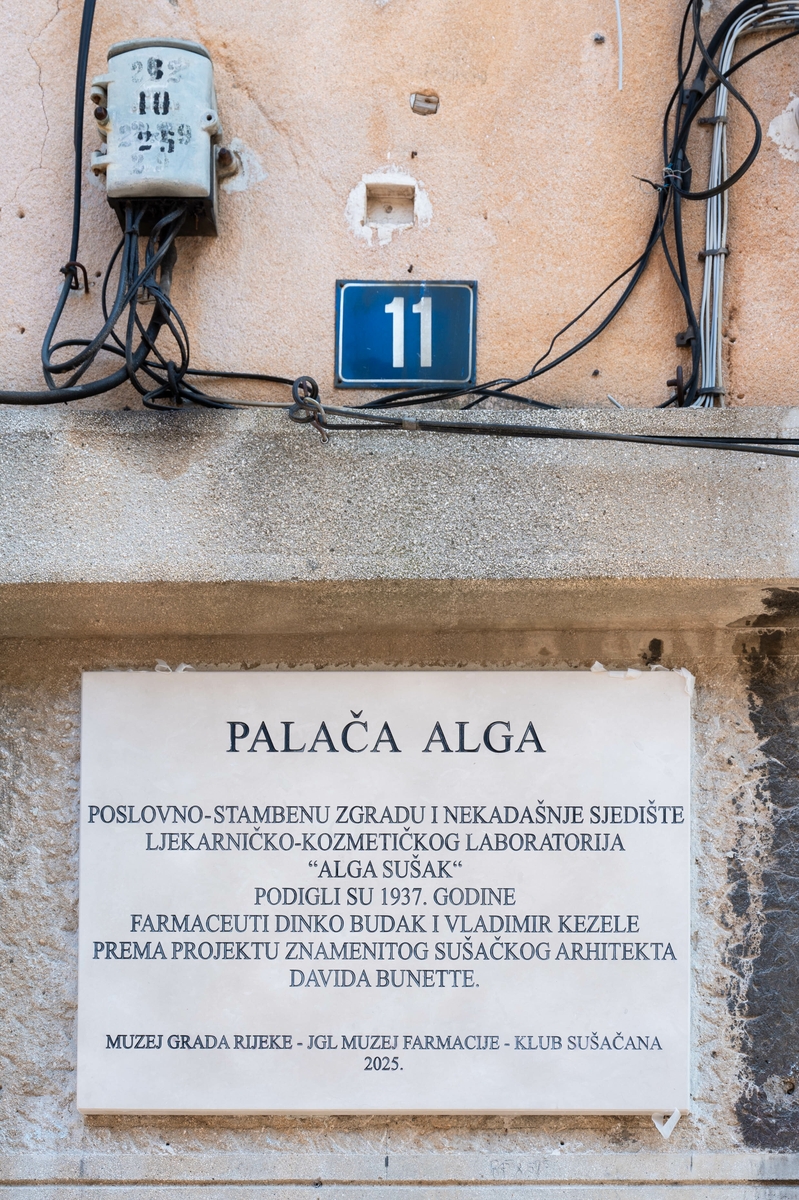 10
11
PALAČA ALGA
POSLOVNO-STAMBENU ZGRADU I NEKADAŠNJE SJEDIŠTE
LJEKARNIČKO-KOZMETIČKOG LABORATORIJA
“ALGA SUŠAK“
PODIGLI SU 1937. GODINE
FARMACEUTI DINKO BUDAK I VLADIMIR KEZELE
PREMA PROJEKTU ZNAMENITOG SUŠAČKOG ARHITEKTA
DAVIDA BUNETTE.
MUZEJ GRADA RIJEKE - JGL MUZEJ FARMACIJE - KLUB SUŠAČANA
2025.